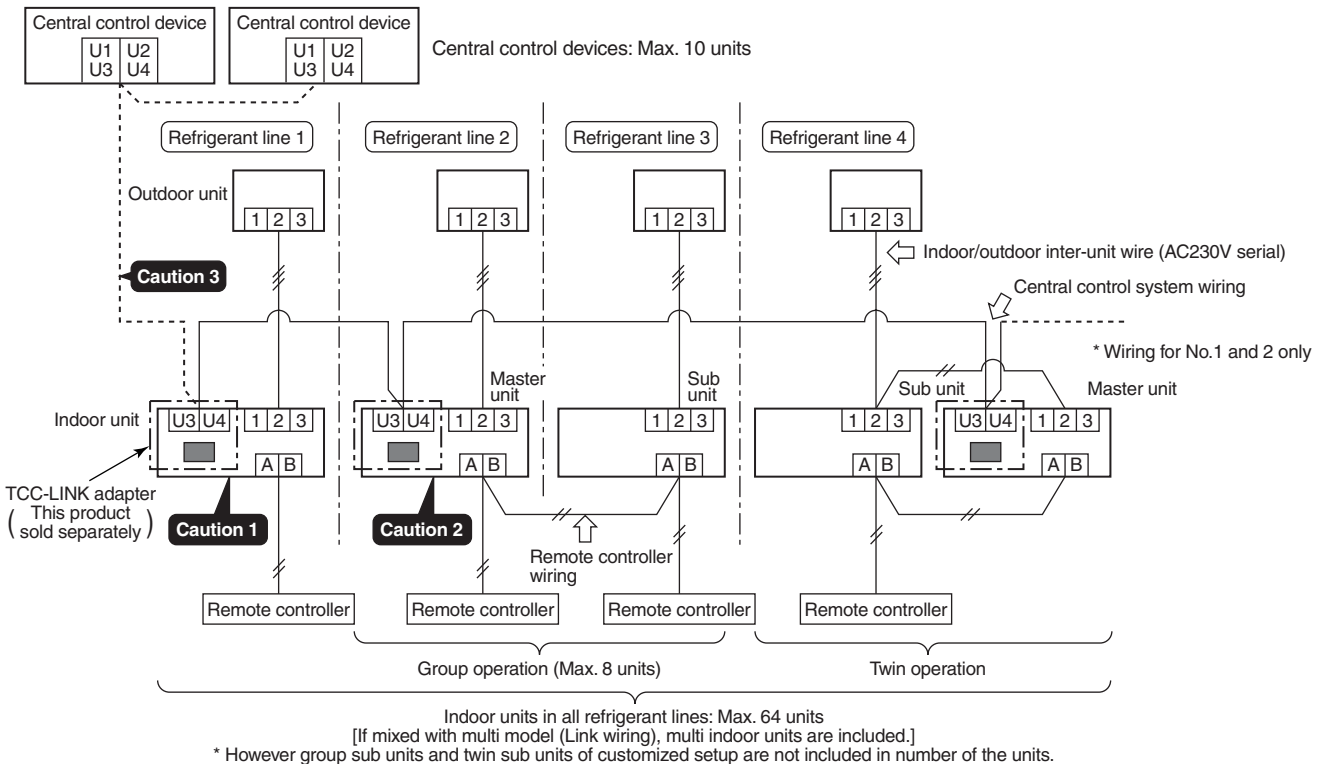 Central control device
U1 U2
U3 U4
Central control device
U1 U2
U3 U4
Central control devices: Max. 10 units
Refrigerant line 1
Refrigerant line 2
Refrigerant line 3
Refrigerant line 4
Outdoor unit
1 2 3
1 2 3
1 2 3
1 2 3
Indoor/outdoor inter-unit wire (AC230V serial)
Caution 3
Central control system wiring
* Wiring for No.1 and 2 only
Master
unit
Sub
unit
Sub unit
Master unit
Indoor unit
U3 U4
1 2 3
U3 U4
1 2 3
1 2 3
1 2 3
U3 U4
1 2 3
A B
A B
A B
A B
A B
TCC-LINK adapter
( This product
sold separately )
Caution 1
Caution 2
Remote controller
wiring
Remote controller
Remote controller
Remote controller
Remote controller
Group operation (Max. 8 units)
Twin operation
Indoor units in all refrigerant lines: Max. 64 units
[If mixed with multi model (Link wiring), multi indoor units are included.]
* However group sub units and twin sub units of customized setup are not included in number of the units.